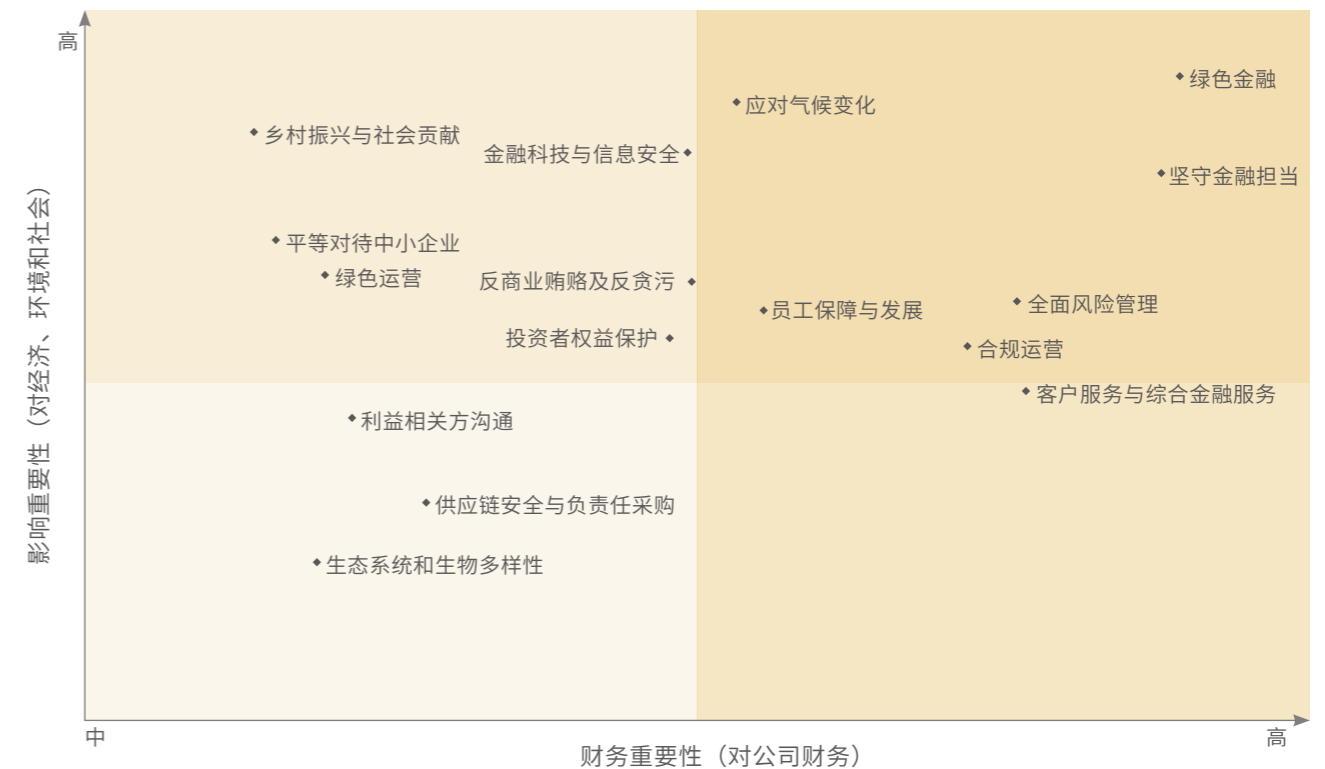 高
绿色金融
应对气候变化
乡村振兴与社会贡献
金融科技与信息安全
坚守金融担当
平等对待中小企业
绿色运营
反商业贿赂及反贪污
全面风险管理
员工保障与发展
投资者权益保护
合规运营
客户服务与综合金融服务
利益相关方沟通
供应链安全与负责任采购
生态系统和生物多样性
影响重要性（对经济、环境和社会）
中
高
财务重要性（对公司财务）